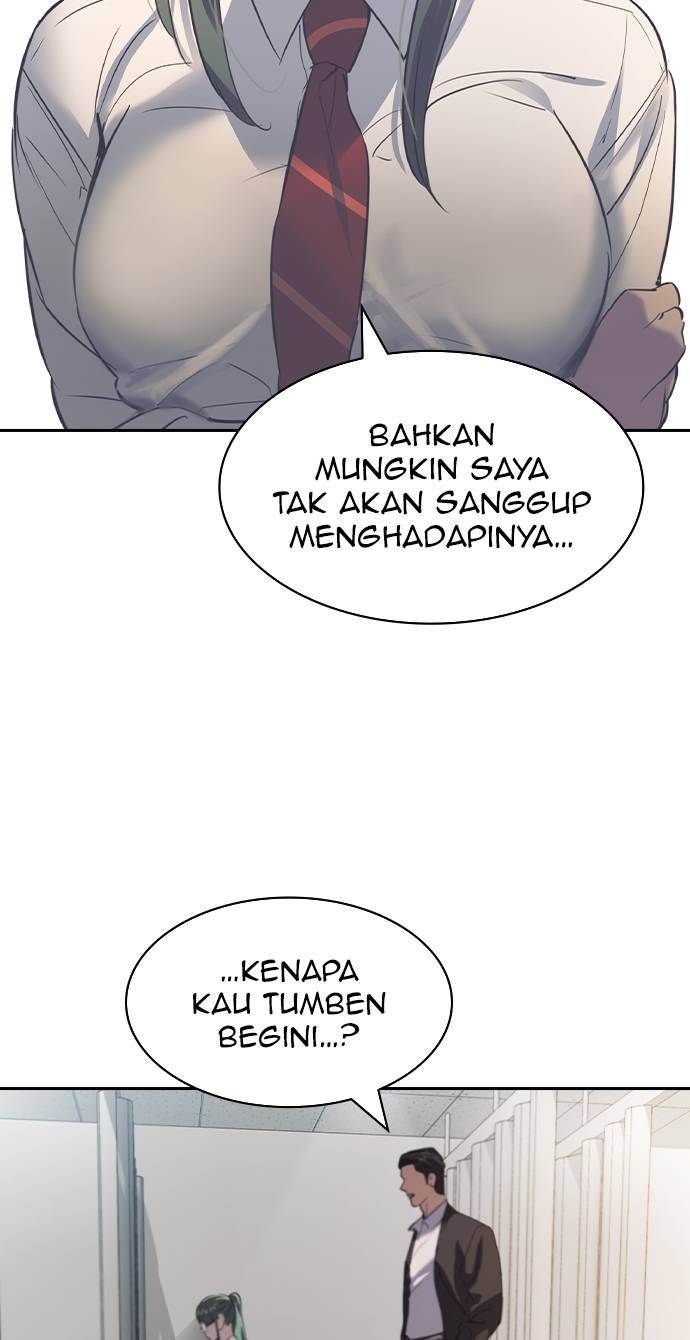 BAHKAN
MUNGKIN SAYA
TAK AKAN SANGGUP
MENGHADAPINYA...
...KENAPA
KAU TUMBEN
BEGINI...?